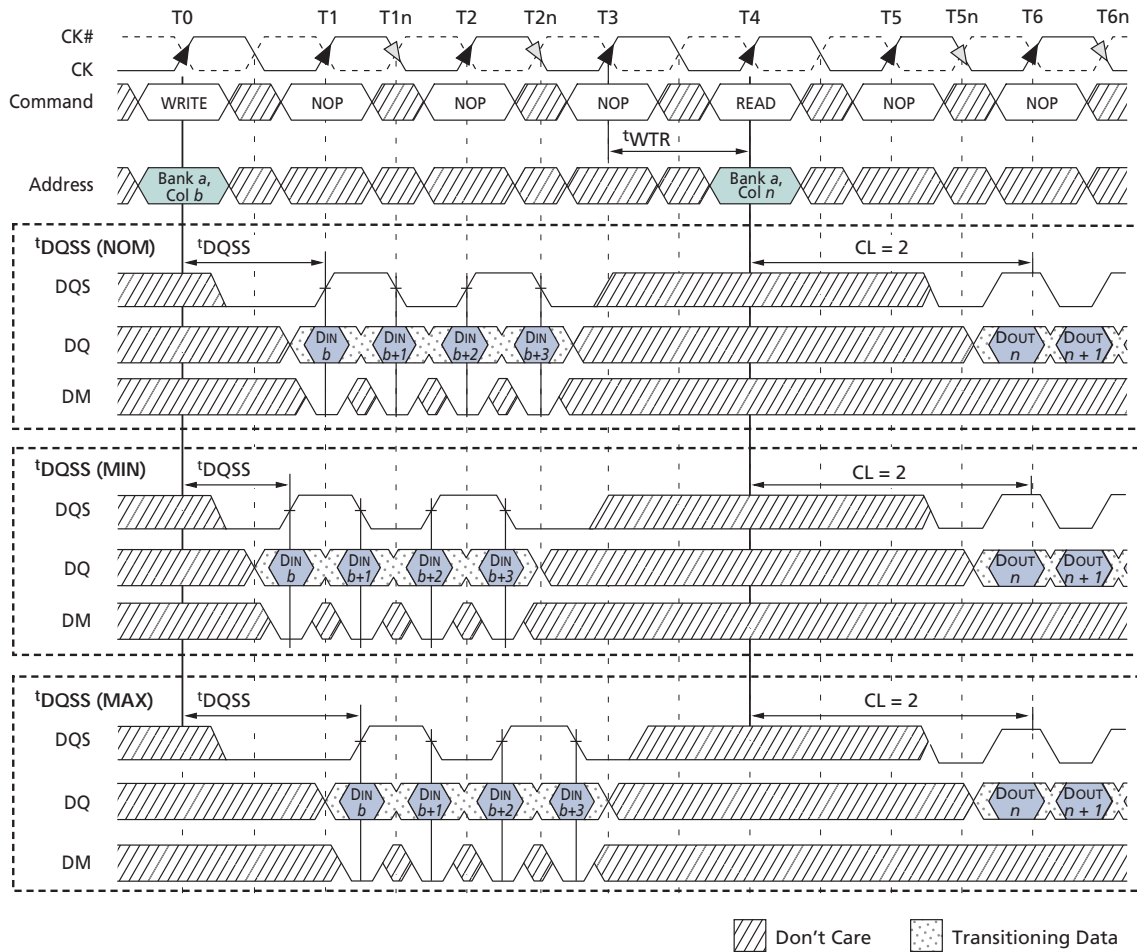 T0 T1 T1n T2 T2n T3 T4 T5 T5n T6 T6n
CK#
CK
Command WRITE NOP NOP NOP READ NOP NOP
tWTR
Address Bank a, Col b Bank a, Col n
tDQSS (NOM) tDQSS CL = 2
DQS
DQ DIN b DIN b+1 DIN b+2 DIN b+3 DOUT n DOUT n + 1
DM
tDQSS (MIN) tDQSS CL = 2
DQS
DQ DIN b DIN b+1 DIN b+2 DIN b+3 DOUT n DOUT n + 1
DM
tDQSS (MAX) tDQSS CL = 2
DQS
DQ DIN b DIN b+1 DIN b+2 DIN b+3 DOUT n DOUT n + 1
DM
Don't Care Transitioning Data